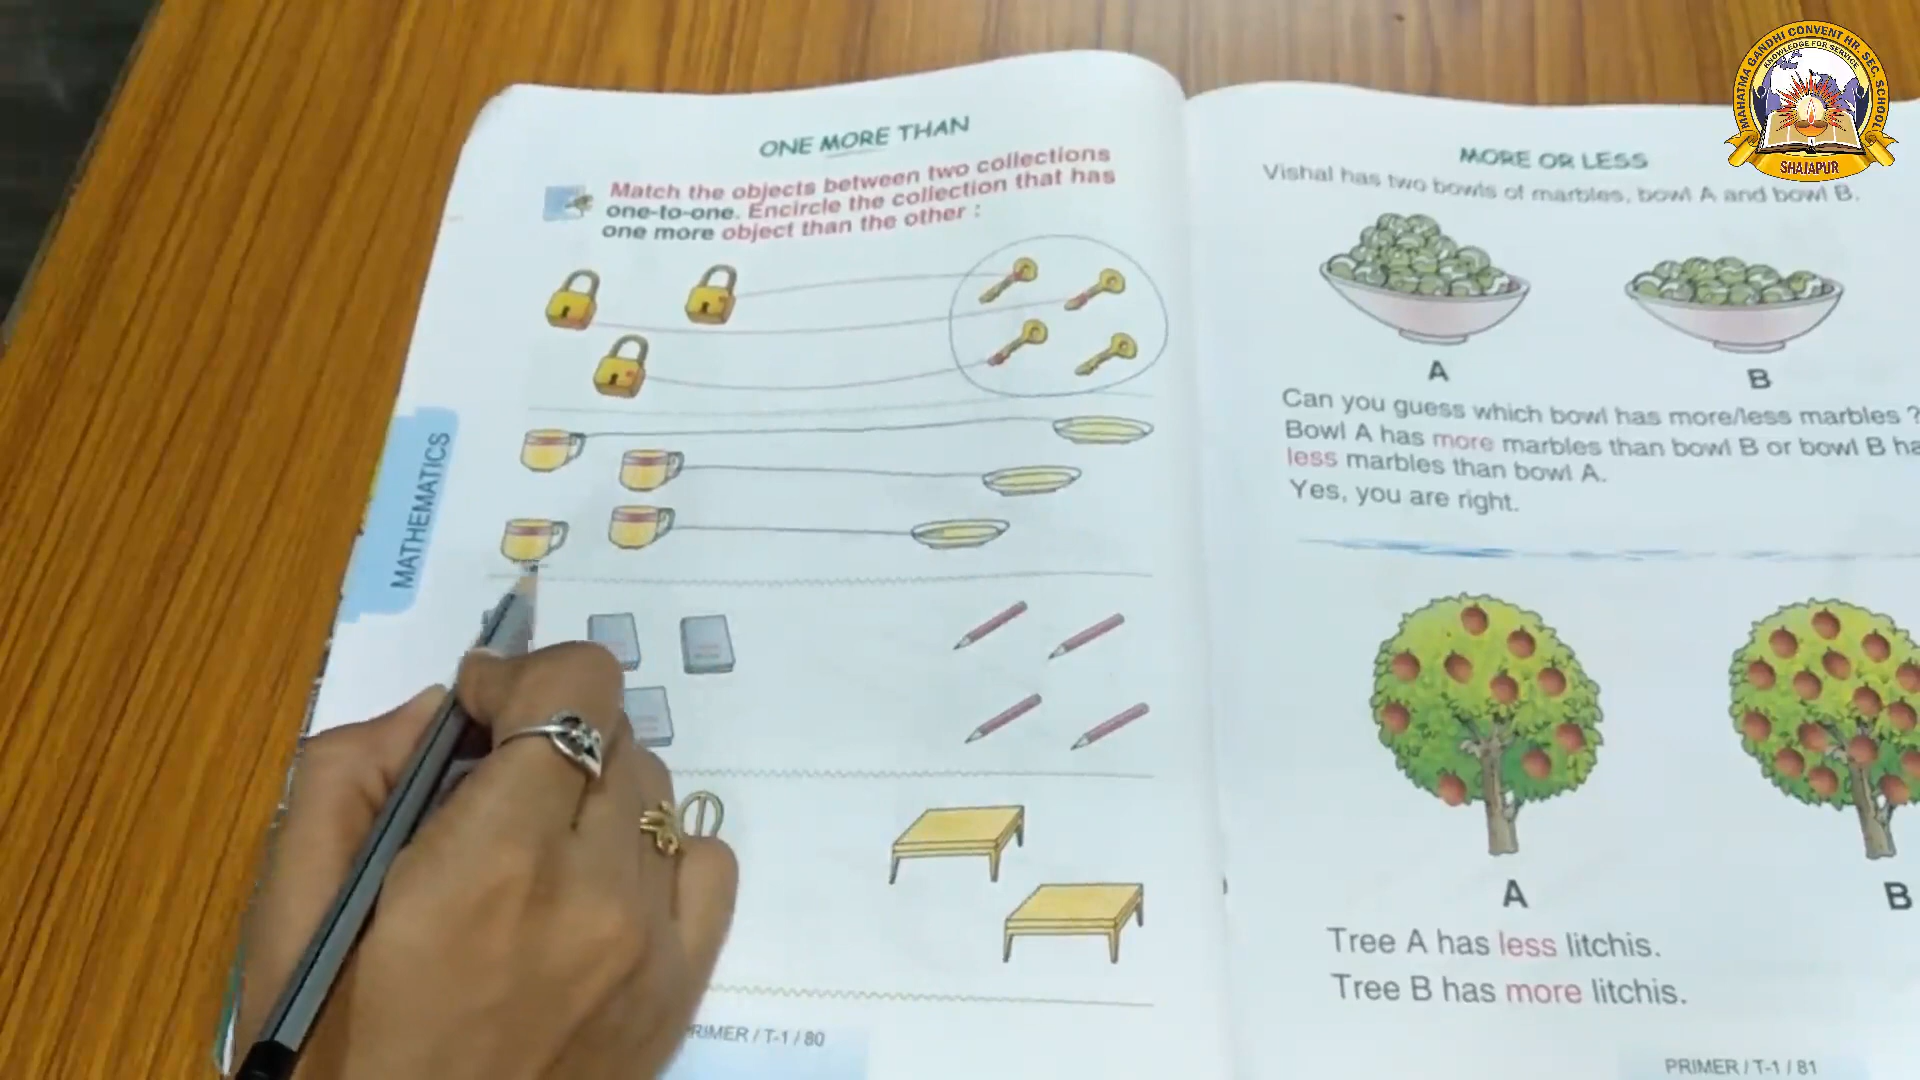 ONE MORE THAN
Match the objects between two collections
one-to-one. Encircle the collection that has
one more object than the other :
MATHEMATICS
RIMER / T-1 / 80
MORE OR LESS
Vishal has two bowls of marbles, bowl A and bowl B.
A
B
Can you guess which bowl has more/less marbles ?
Bowl A has more marbles than bowl B or bowl B ha
less marbles than bowl A.
Yes, you are right.
A
B
Tree A has less litchis.
Tree B has more litchis.
PRIMER / T-1 / 81
MAHATMA GANDHI CONVENT HR. SEC. SCHOOL
KNOWLEDGE FOR SERVICE
SHAJAPUR